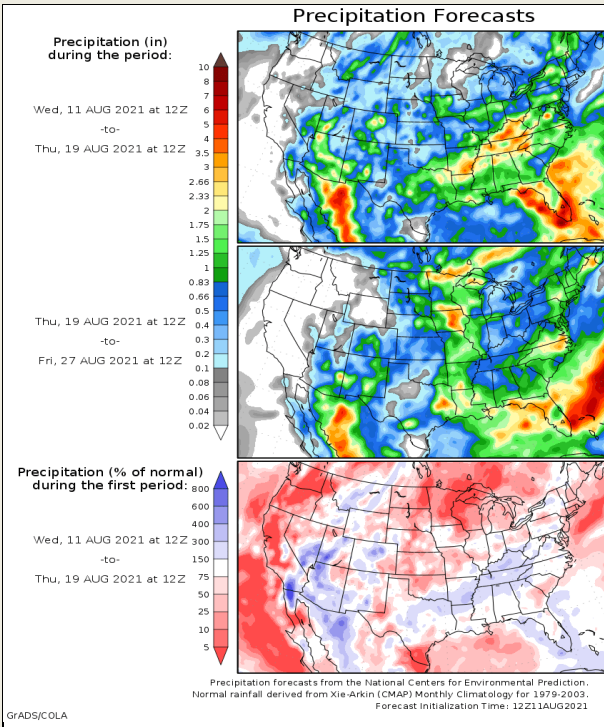 Precipitation Forecasts
Precipitation (in)
during the period:
Wed, 11 AUG 2021 at 12Z
-to-
Thu, 19 AUG 2021 at 12Z
10
8
7
6
5
4
3.5
3
2.66
2.33
2
1.75
1.5
1.25
1
0.83
0.66
0.5
0.4
0.3
0.2
0.1
0.08
0.06
0.04
0.02
Thu, 19 AUG 2021 at 12Z
-to-
Fri, 27 AUG 2021 at 12Z
Precipitation (% of normal)
during the first period:
Wed, 11 AUG 2021 at 12Z
-to-
Thu, 19 AUG 2021 at 12Z
800
600
400
300
150
75
50
25
10
5
Precipitation forecasts from the National Centers for Environmental Prediction.
Normal rainfall derived from Xie-Arkin (CMAP) Monthly Climatology for 1979-2003.
Forecast Initialization Time: 12Z11AUG2021
GrADS/COLA